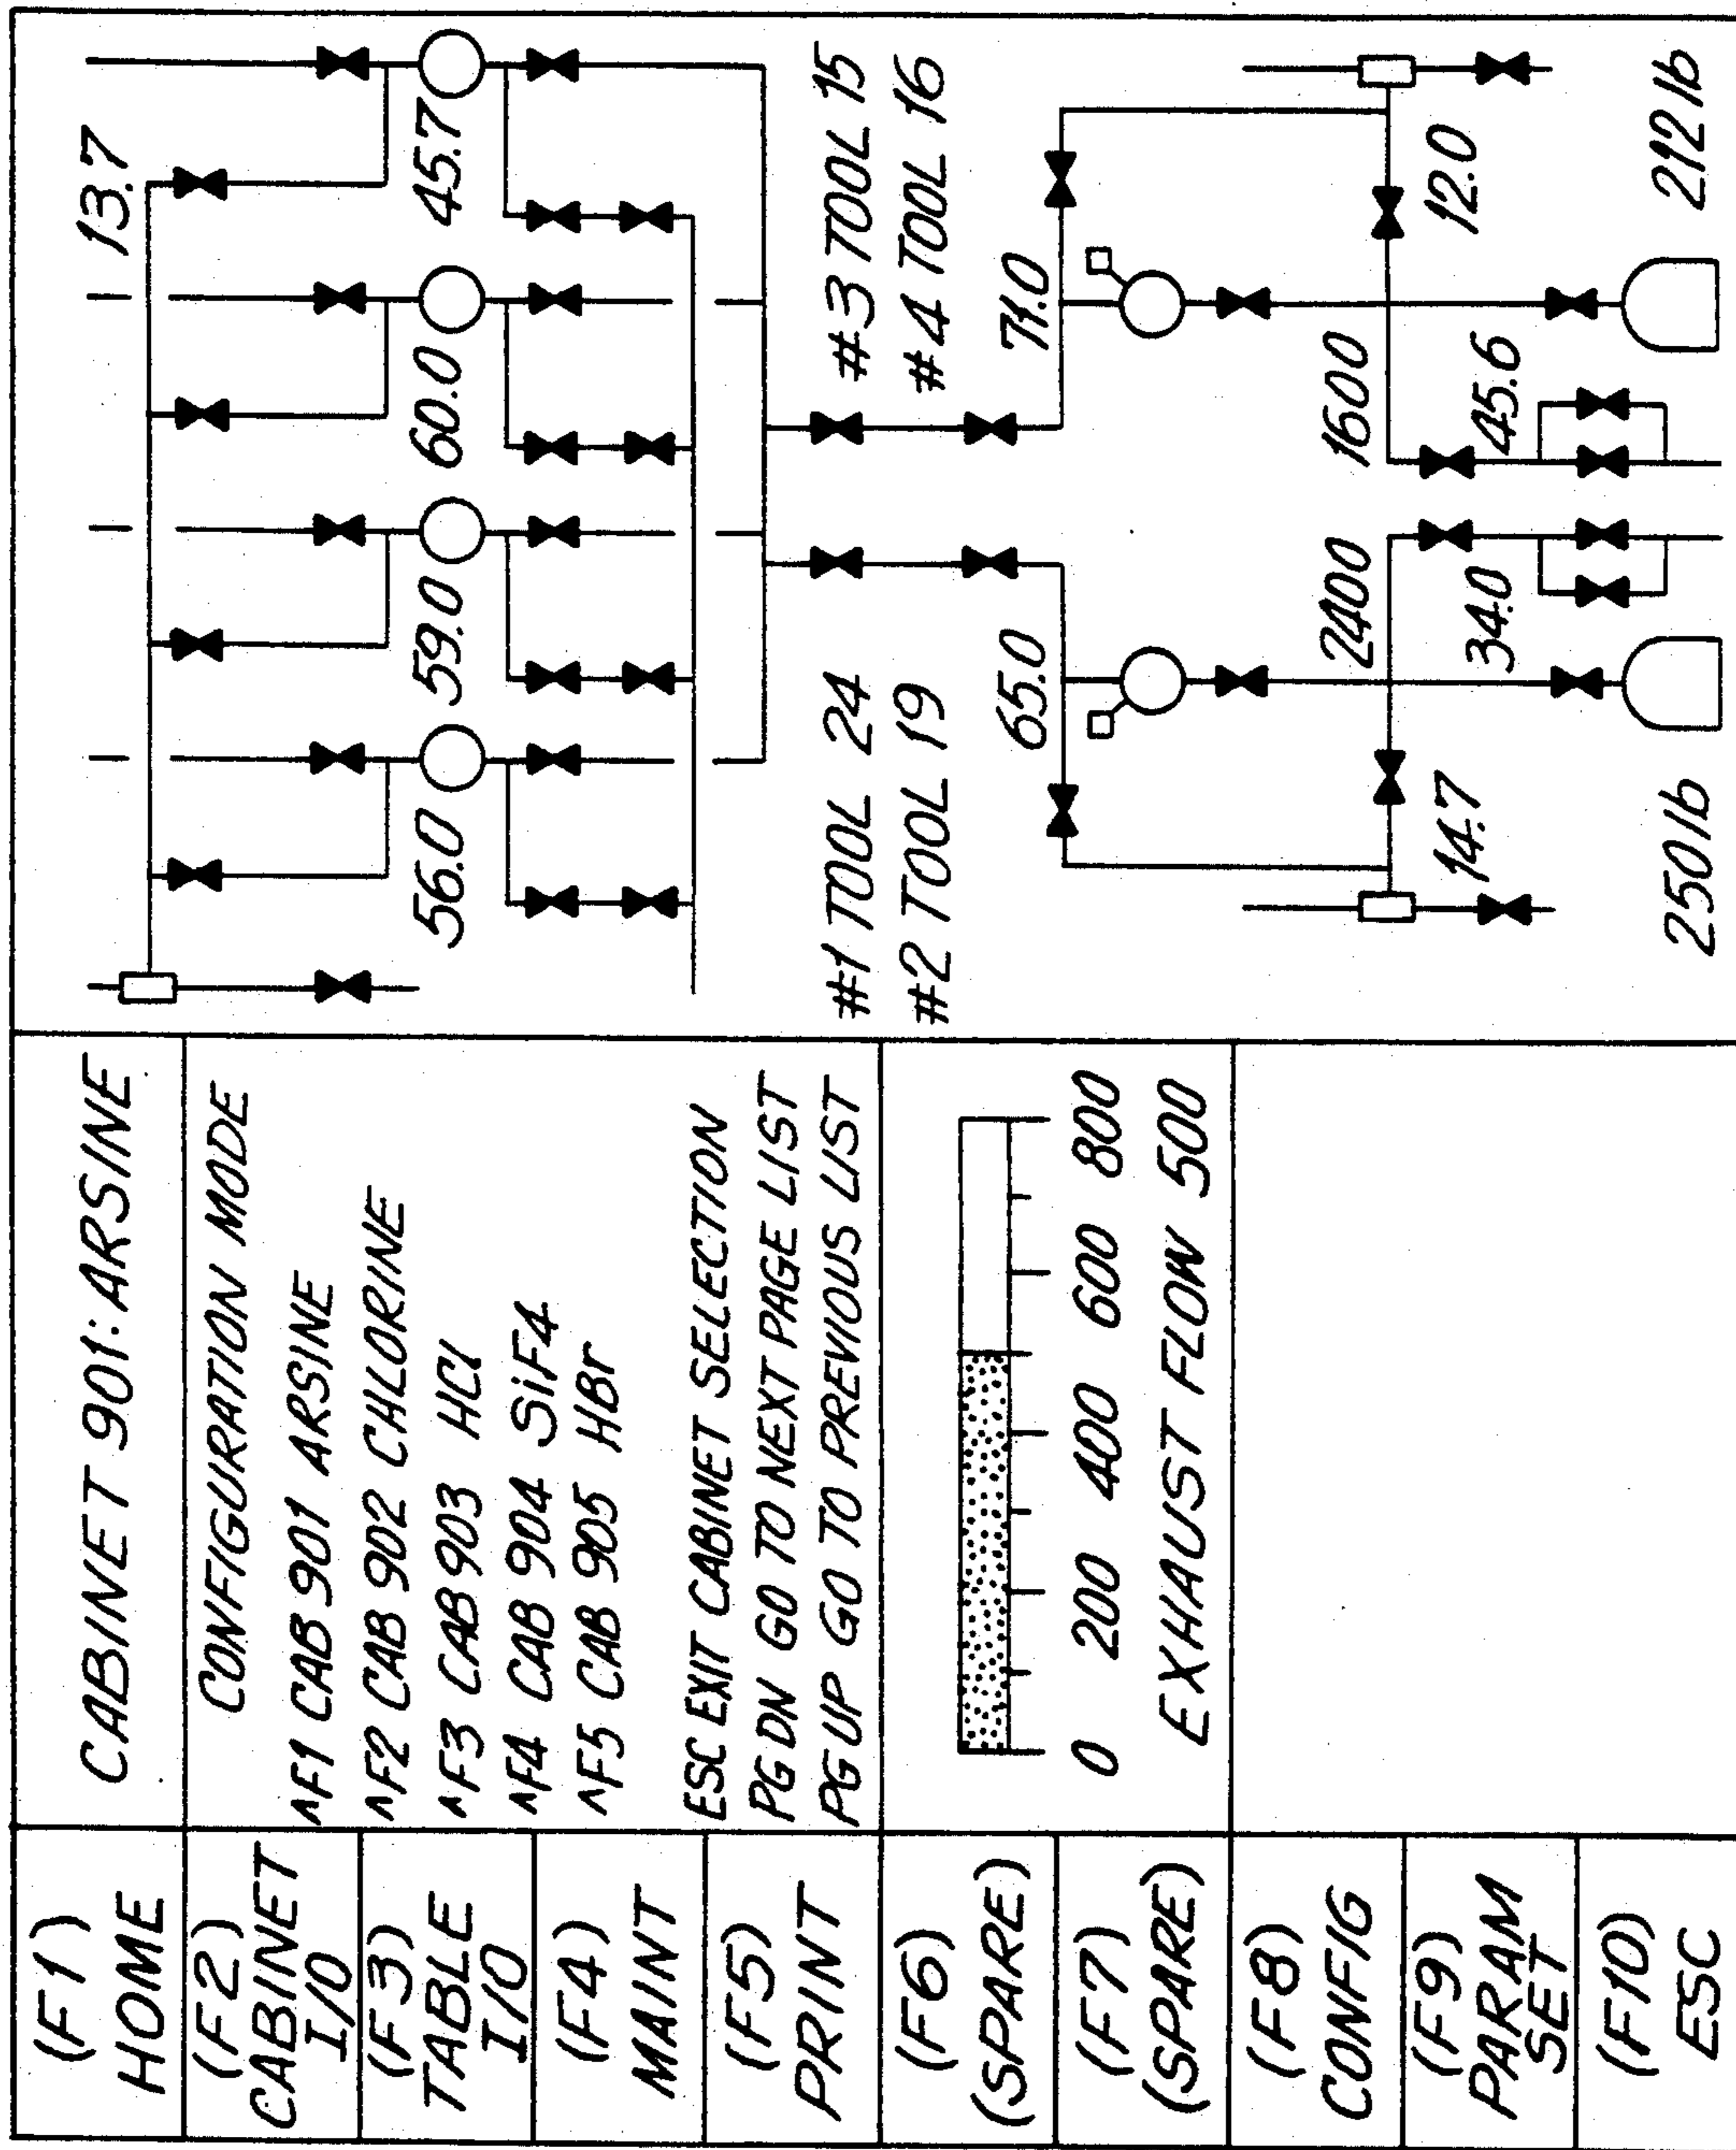 (F1)
HOME
(F2)
CABINET
I/O
(F3)
TABLE
I/O
(F4)
MAINT
(F5)
PRINT
(F6)
(SPARE)
(F7)
(SPARE)
(F8)
CONFIG
(F9)
PARAM
SET
(F10)
ESC
CABINET 901: ARSINE
CONFIGURATION MODE
^F1 CAB 901 ARSINE
^F2 CAB 902 CHLORINE
^F3 CAB 903 HCl
^F4 CAB 904 SiF4
^F5 CAB 905 HBr
ESC EXIT CABINET SELECTION
PG DN GO TO NEXT PAGE LIST
PG UP GO TO PREVIOUS LIST
0 200 400 600 800
EXHAUST FLOW 500
13.7
56.0 59.0 60.0 45.7
#1 TOOL 24 #3 TOOL 15
#2 TOOL 19 #4 TOOL 16
65.0 71.0
2400 1600
14.7 34.0 45.6 12.0
250 lb 212 lb